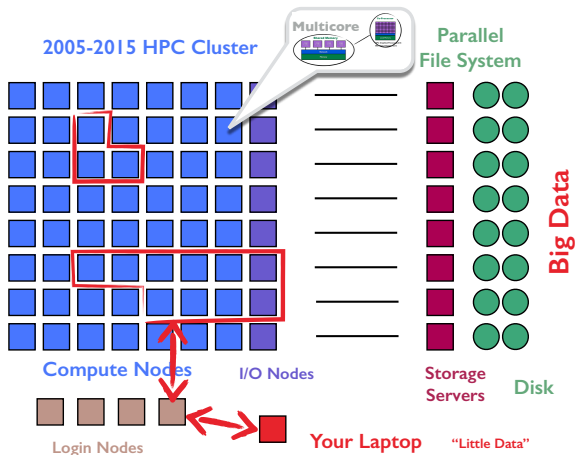 Multicore
Parallel
File System
2005-2015 HPC Cluster
Big Data
Compute Nodes
I/O Nodes
Storage
Servers
Disk
Login Nodes
Your Laptop
“Little Data”